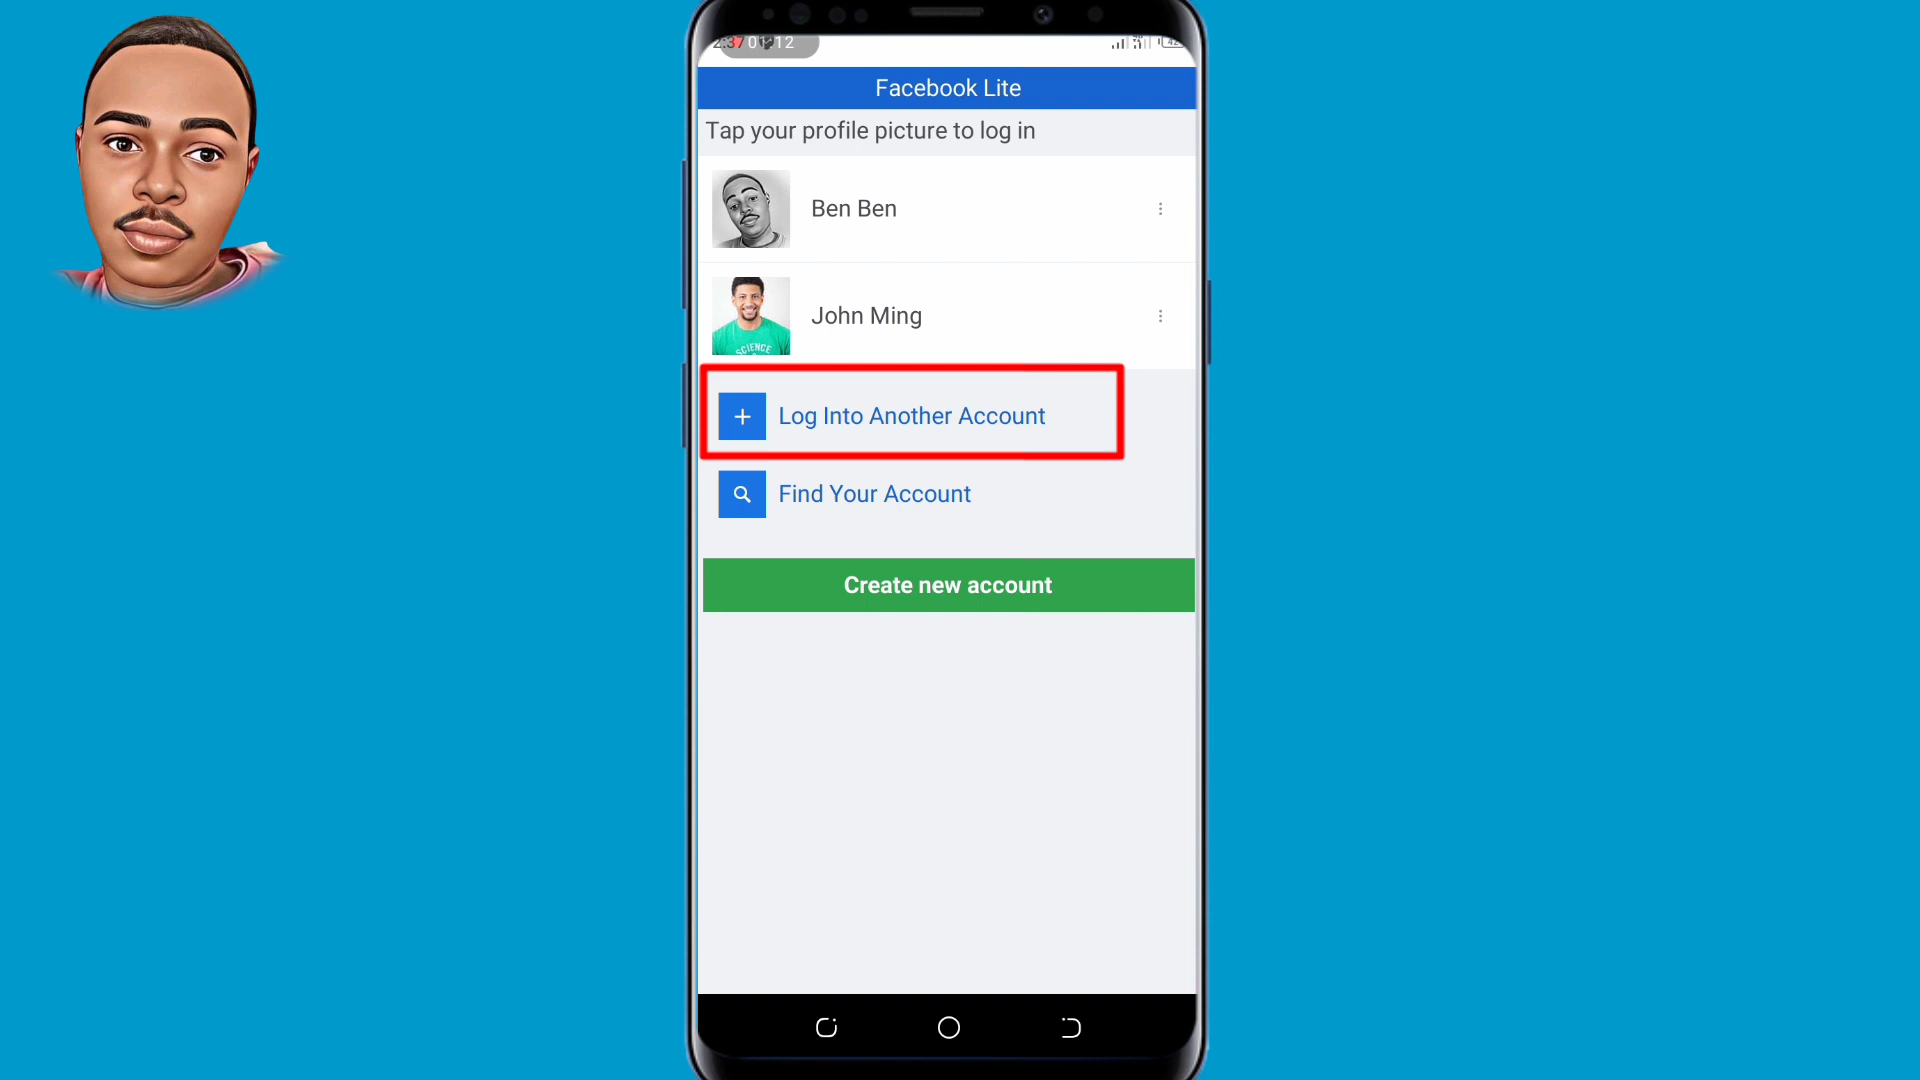 Facebook Lite
Tap your profile picture to log in
Ben Ben
John Ming
SCIENCE
Log Into Another Account
Find Your Account
Create new account